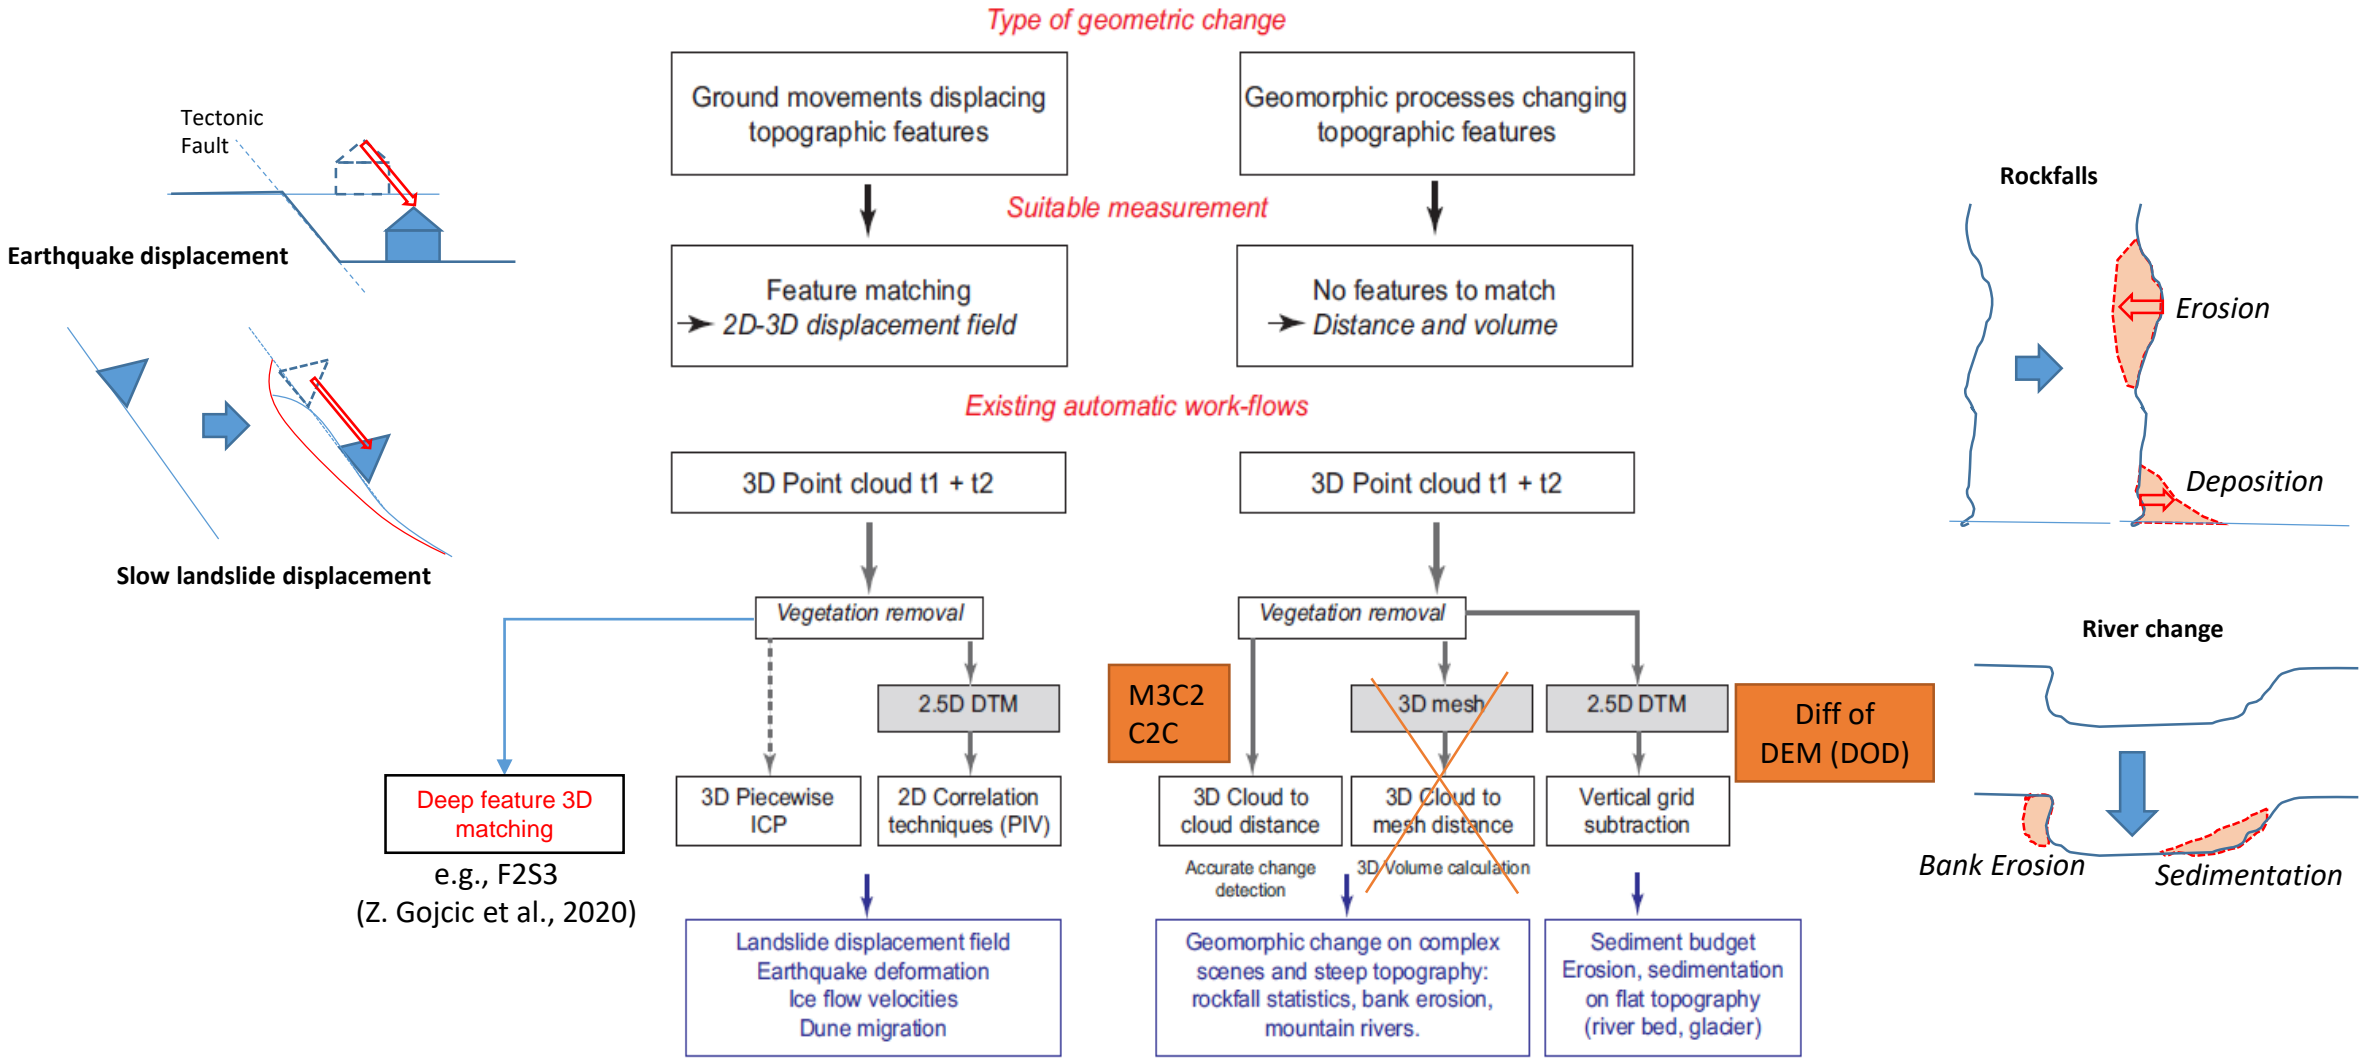 Type of geometric change
Ground movements displacing
topographic features
Geomorphic processes changing
topographic features
Tectonic
Fault
Earthquake displacement
Slow landslide displacement
Suitable measurement
Feature matching
2D-3D displacement field
No features to match
Distance and volume
Existing automatic work-flows
3D Point cloud t1 + t2
3D Point cloud t1 + t2
Vegetation removal
Vegetation removal
2.5D DTM
M3C2
C2C
3D mesh
2.5D DTM
Diff of
DEM (DOD)
Deep feature 3D
matching
e.g., F2S3
(Z. Gojcic et al., 2020)
3D Piecewise
ICP
2D Correlation
techniques (PIV)
3D Cloud to
cloud distance
3D Cloud to
mesh distance
Vertical grid
subtraction
Accurate change
detection
3D Volume calculation
Landslide displacement field
Earthquake deformation
Ice flow velocities
Dune migration
Geomorphic change on complex
scenes and steep topography:
rockfall statistics, bank erosion,
mountain rivers.
Sediment budget
Erosion, sedimentation
on flat topography
(river bed, glacier)
Rockfalls
Erosion
Deposition
River change
Bank Erosion
Sedimentation